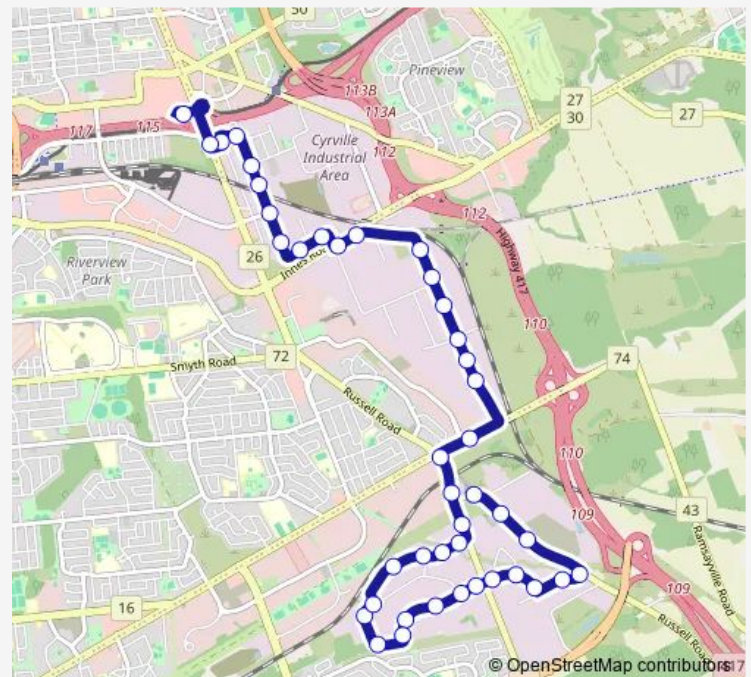 50
Pineview
113B
113A
27
30
27
117
115
Cyrville
Industrial
Area
112
112
Highway 417
26
Riverview
Park
Innes Ro
110
72
Smyth Road
74
Russell Road
110
109
43
Ramsayville Road
109
16
Russell Roa
417
© OpenStreetMap contributors